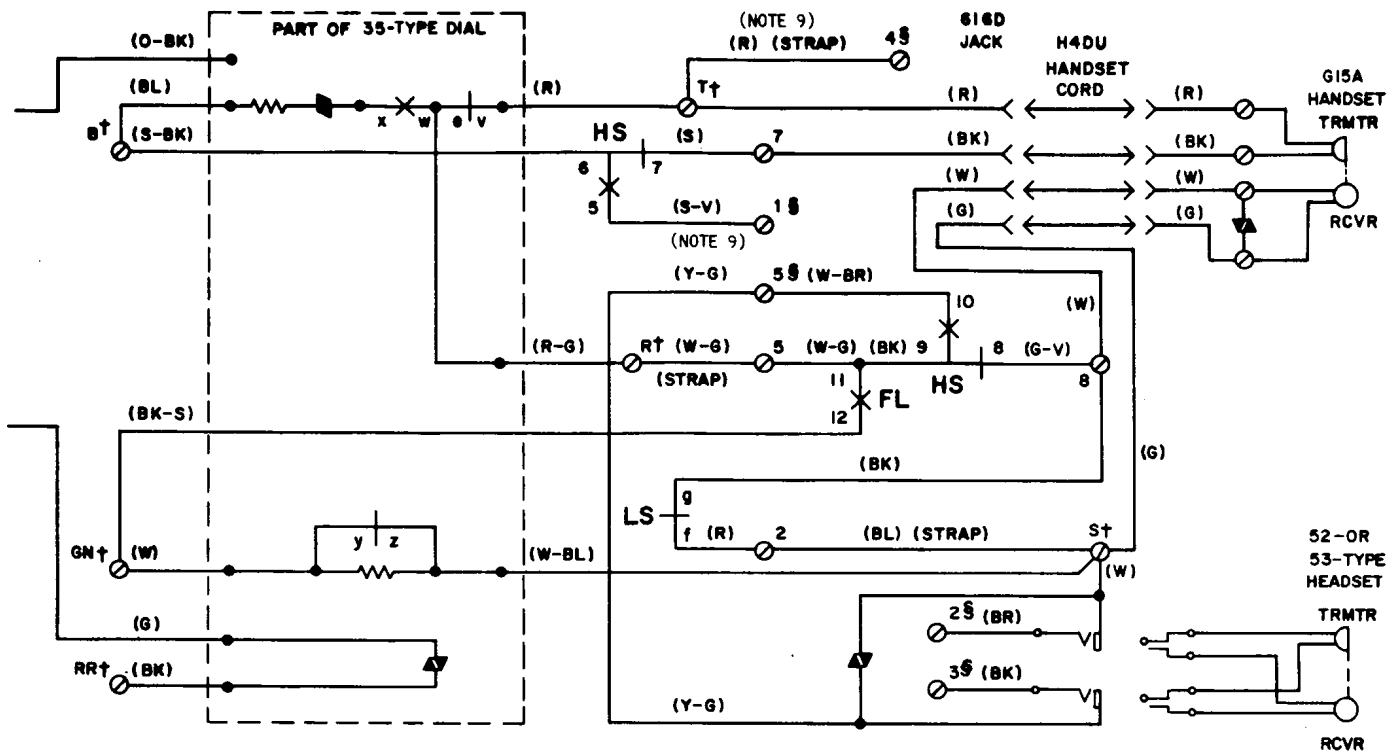 PART OF 35-TYPE DIAL
(NOTE 9)
616D
JACK
(O-BK)
(R) (STRAP)
4§
H4DU
HANDSET
CORD
(BL)
(R)
T†
(R)
(R)
G15A
HANDSET
TRMTR
x
w
e
v
B†
(S-BK)
HS
(S)
7
(BK)
(BK)
6
7
(W)
(W)
5
(S-V)
1§
(G)
(G)
RCVR
(NOTE 9)
(Y-G)
5§
(W-BR)
10
(W)
(R-G)
R†
(W-G)
5
(W-G)
(BK)
9
8
(G-V)
8
(STRAP)
11
FL
HS
12
(BK-S)
(BK)
(G)
g
LS
f
(R)
2
(BL) (STRAP)
S†
52-OR
53-TYPE
HEADSET
y
z
GN†
(W)
(W-BL)
(W)
2§
(BR)
TRMTR
(G)
RR†
(BK)
3§
(BK)
(Y-G)
RCVR